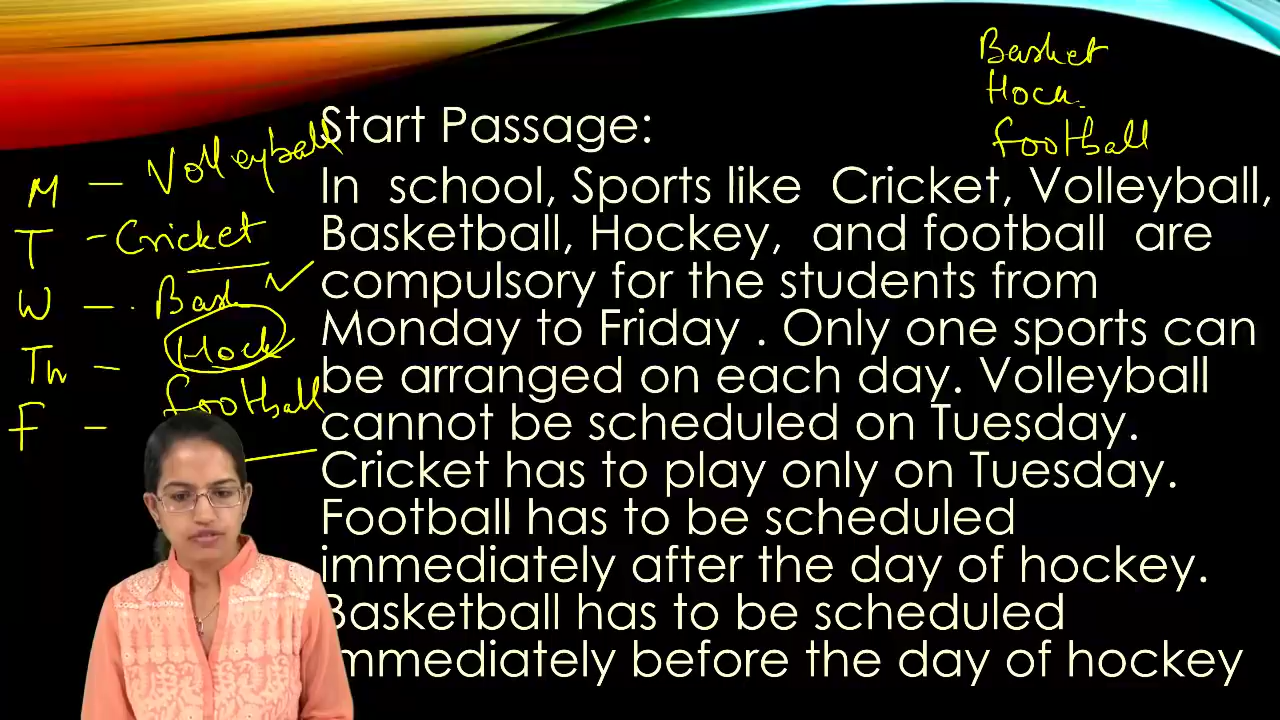 Basket
Hock
football
Start Passage:
In school, Sports like Cricket, Volleyball,
Basketball, Hockey, and football are
compulsory for the students from
Monday to Friday . Only one sports can
be arranged on each day. Volleyball
cannot be scheduled on Tuesday.
Cricket has to play only on Tuesday.
Football has to be scheduled
immediately after the day of hockey.
Basketball has to be scheduled
immediately before the day of hockey
M — Volleyball
T - Cricket
W — Bask
Th — Hock
F - football